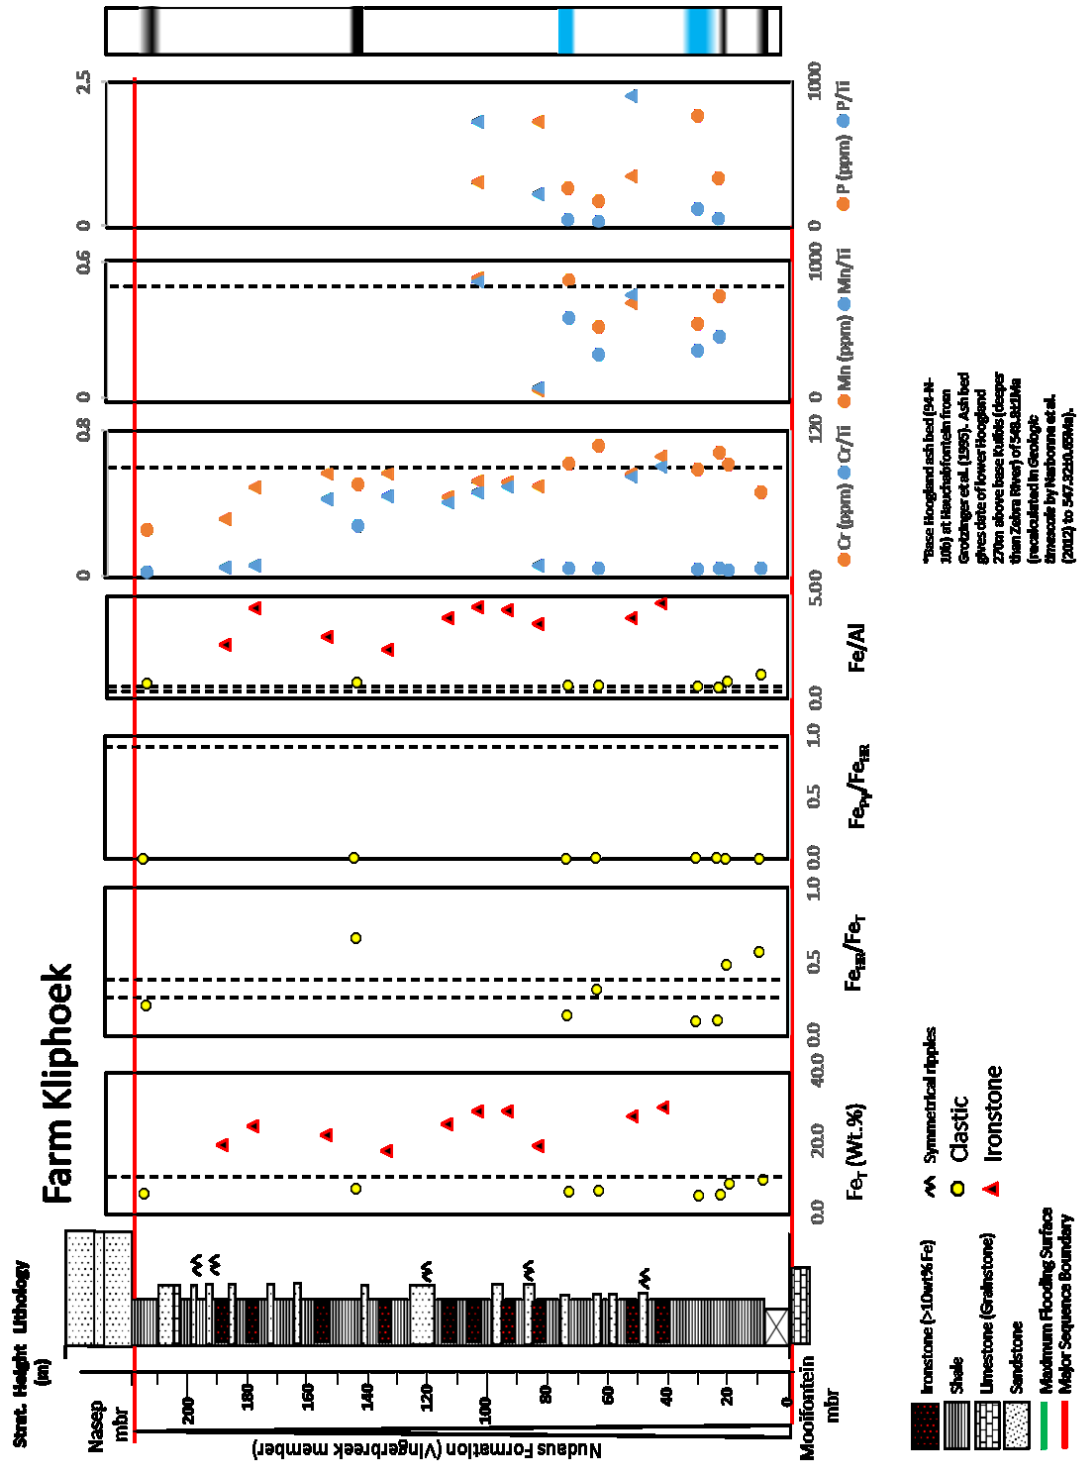 Farm Kliphoek
Strat. Height (m)
Lithology
Nasep mbr
Nudaus Formation (Vingerbreek member)
Mooifontein mbr
200
180
160
140
120
100
80
60
40
20
0
0.0 20.0 40.0
Fe_T (Wt.%)
0.0 0.5 1.0
Fe_HR/Fe_T
0.0 0.5 1.0
Fe_Py/Fe_HR
0.0 5.00
Fe/Al
0 0.8
0 120
Cr (ppm) Cr/Ti
0 0.6
0 1000
Mn (ppm) Mn/Ti
0 2.5
0 1000
P (ppm) P/Ti
Ironstone (>10wt% Fe)
Shale
Limestone (Grainstone)
Sandstone
Maximum Flooding Surface
Major Sequence Boundary
Symmetrical ripples
Clastic
Ironstone
*Base Hoogland ash bed (94-N-
10b) at Hauchabfontein from
Grotzinger et al. (1995). Ash bed
gives date of lower Hoogland
270m above base Kuibis (deeper
than Zebra River) of 548.8±1Ma
(recalculated in Geologic
timescale by Narbonne et al.
(2012) to 547.32±0.65Ma).